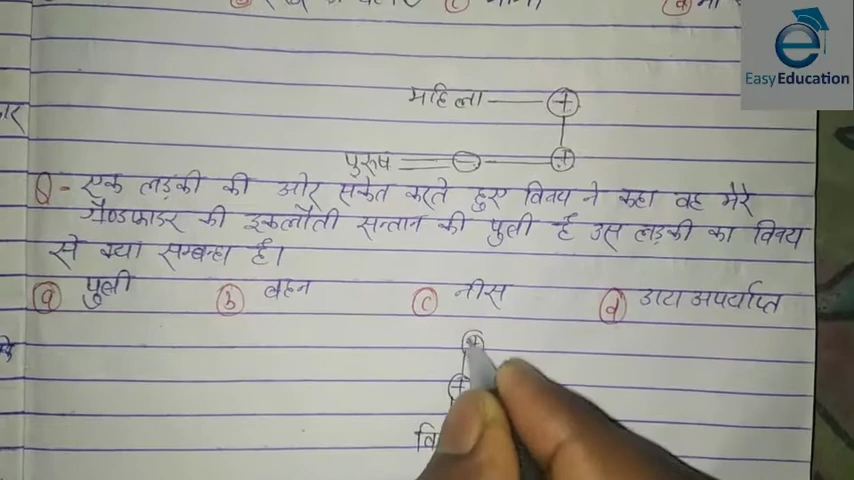 महिला +
पुरुष - +
Q- एक लड़की की ओर संकेत करते हुए विनय ने कहा वह मेरे
ग्रैण्डफादर की इकलौती सन्तान की पुत्री है उस लड़की का विनय
से क्या सम्बन्ध है।
a पुत्री b बहन c नीस d डाटा अपर्याप्त
+
+
वि
e
EasyEducation